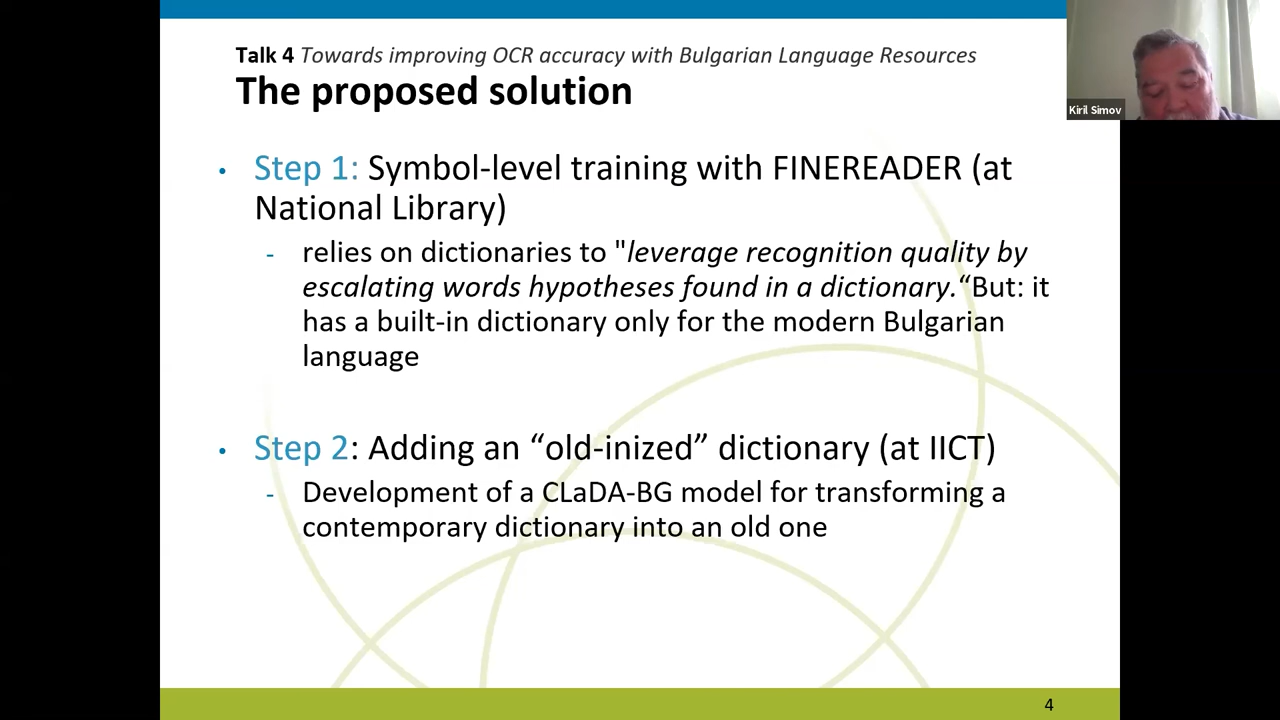 Talk 4 Towards improving OCR accuracy with Bulgarian Language Resources
The proposed solution
Kiril Simov
• Step 1: Symbol-level training with FINEREADER (at
National Library)
- relies on dictionaries to "leverage recognition quality by
escalating words hypotheses found in a dictionary.“But: it
has a built-in dictionary only for the modern Bulgarian
language
• Step 2: Adding an “old-inized” dictionary (at IICT)
- Development of a CLaDA-BG model for transforming a
contemporary dictionary into an old one
4